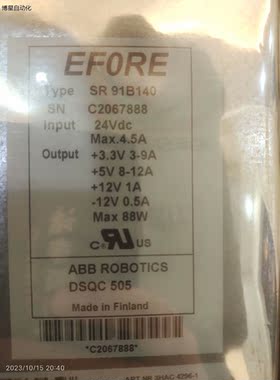 博星自动化
EFORE
Type SR 91B140
SN C2067888
Input 24Vdc
Max.4.5A
Output +3.3V 3-9A
+5V 8-12A
+12V 1A
-12V 0.5A
Max 88W
C US
ABB ROBOTICS
DSQC 505
Made in Finland
*C2067888*
2023/10/15 20:40